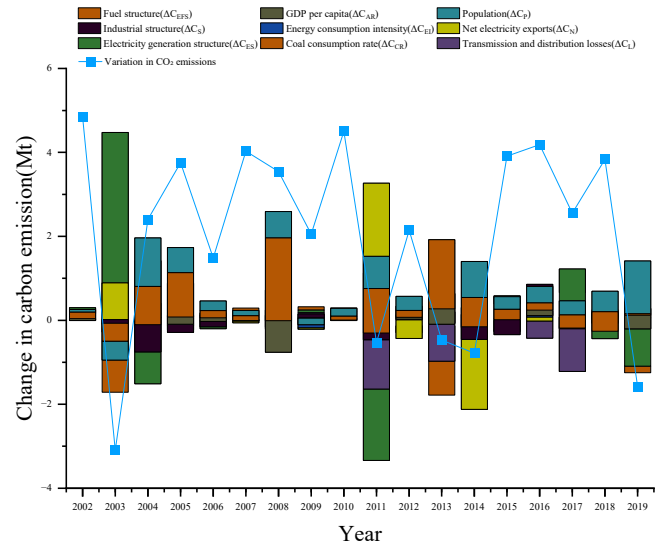 Fuel structure(ΔC_EFS) GDP per capita(ΔC_AR) Population(ΔC_P)
Industrial structure(ΔC_S) Energy consumption intensity(ΔC_EI) Net electricity exports(ΔC_N)
Electricity generation structure(ΔC_ES) Coal consumption rate(ΔC_CR) Transmission and distribution losses(ΔC_L)
Variation in CO₂ emissions
Change in carbon emission(Mt)
6
4
2
0
−2
−4
2002 2003 2004 2005 2006 2007 2008 2009 2010 2011 2012 2013 2014 2015 2016 2017 2018 2019
Year